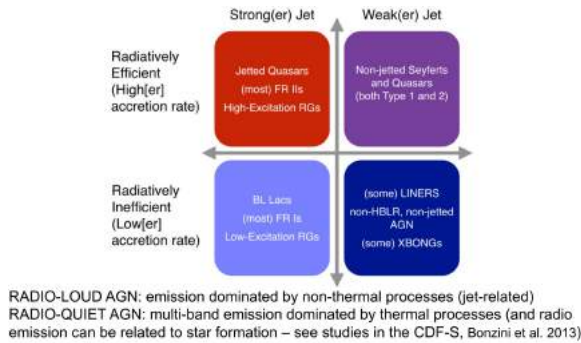 Strong(er) Jet
Weak(er) Jet
Radiatively
Efficient
(High[er]
accretion rate)
Jetted Quasars
(most) FR IIs
High-Excitation RGs
Non-jetted Seyferts
and Quasars
(both Type 1 and 2)
Radiatively
Inefficient
(Low[er]
accretion rate)
BL Lacs
(most) FR Is
Low-Excitation RGs
(some) LINERS
non-HBLR, non-jetted
AGN
(some) XBONGs
RADIO-LOUD AGN: emission dominated by non-thermal processes (jet-related)
RADIO-QUIET AGN: multi-band emission dominated by thermal processes (and radio
emission can be related to star formation – see studies in the CDF-S, Bonzini et al. 2013)